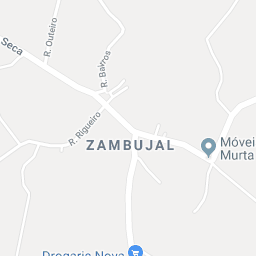 R. Outeiro
Seca
R. Bairros
R. Rigueiro
ZAMBUJAL
Móvei
Murta
Drogaria Nova